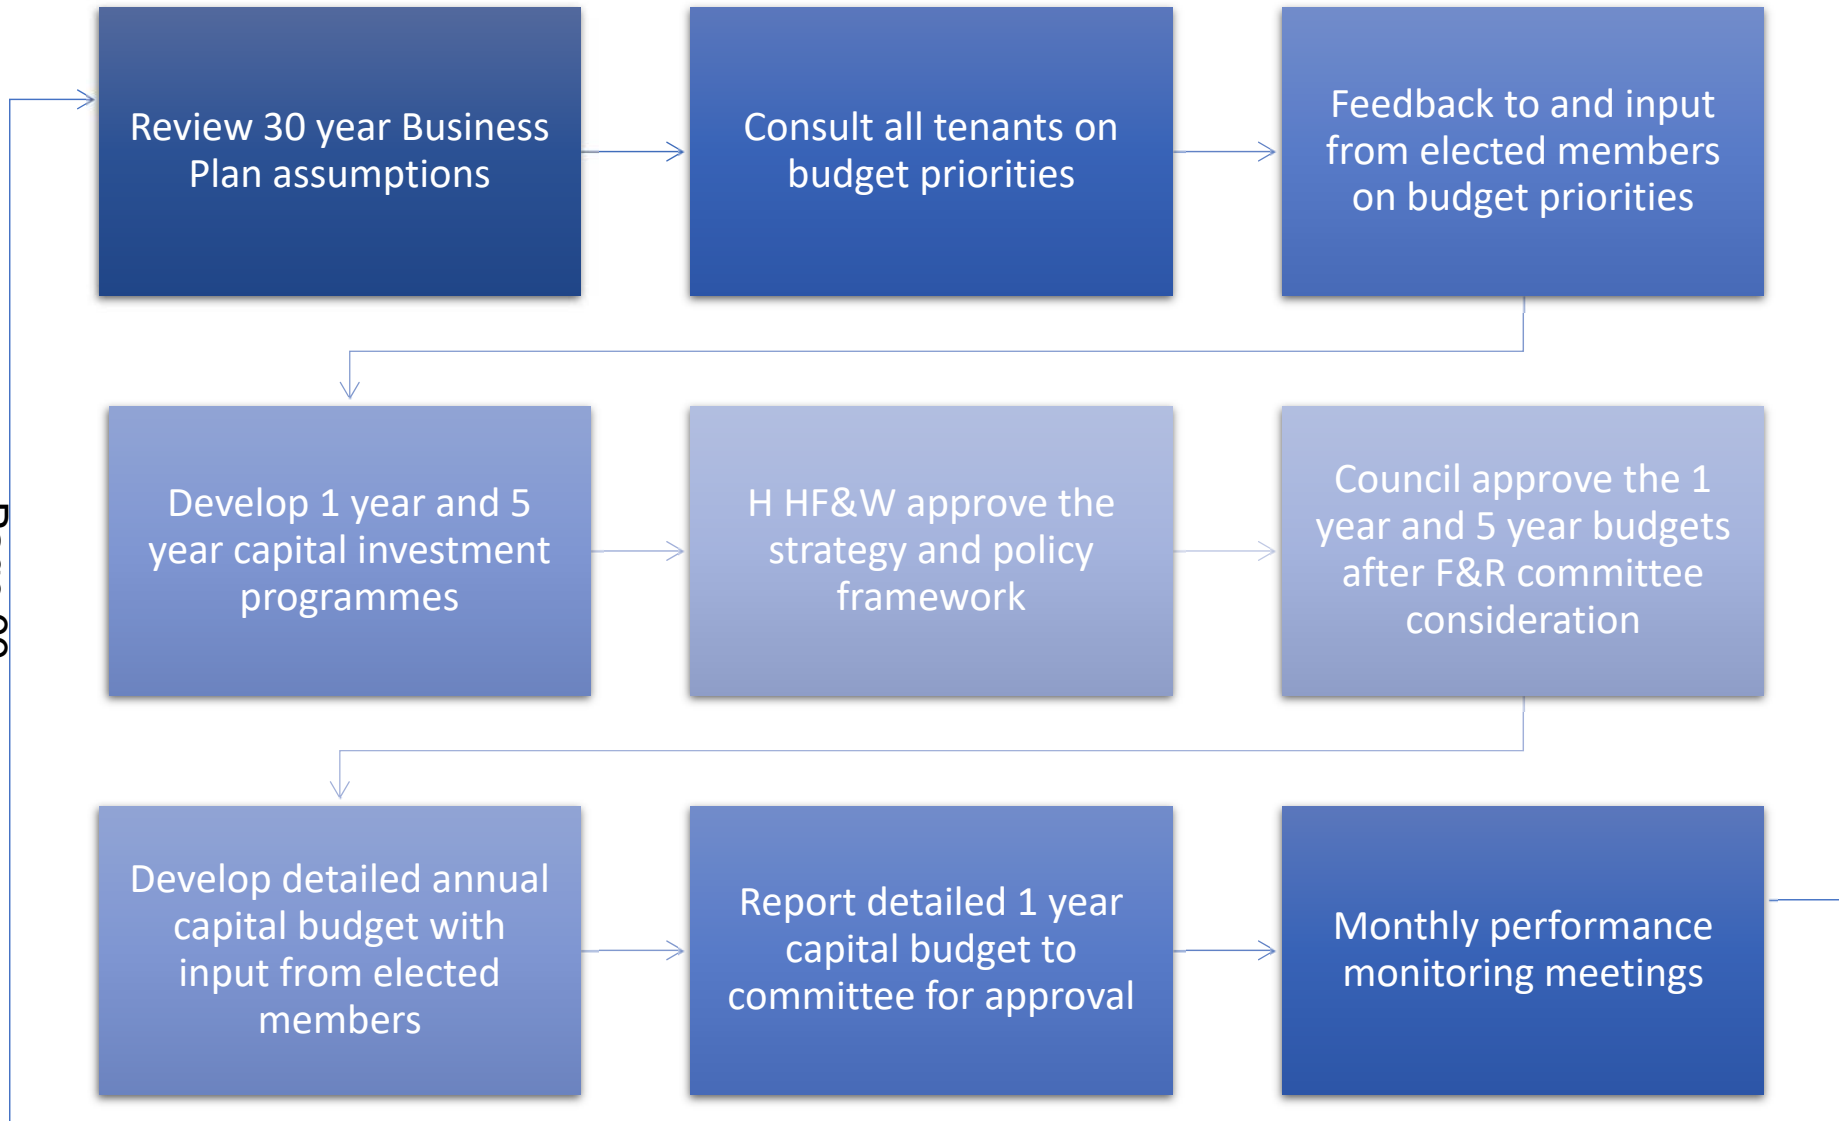 Review 30 year Business
Plan assumptions
Consult all tenants on
budget priorities
Feedback to and input
from elected members
on budget priorities
Develop 1 year and 5
year capital investment
programmes
H HF&W approve the
strategy and policy
framework
Council approve the 1
year and 5 year budgets
after F&R committee
consideration
Develop detailed annual
capital budget with
input from elected
members
Report detailed 1 year
capital budget to
committee for approval
Monthly performance
monitoring meetings